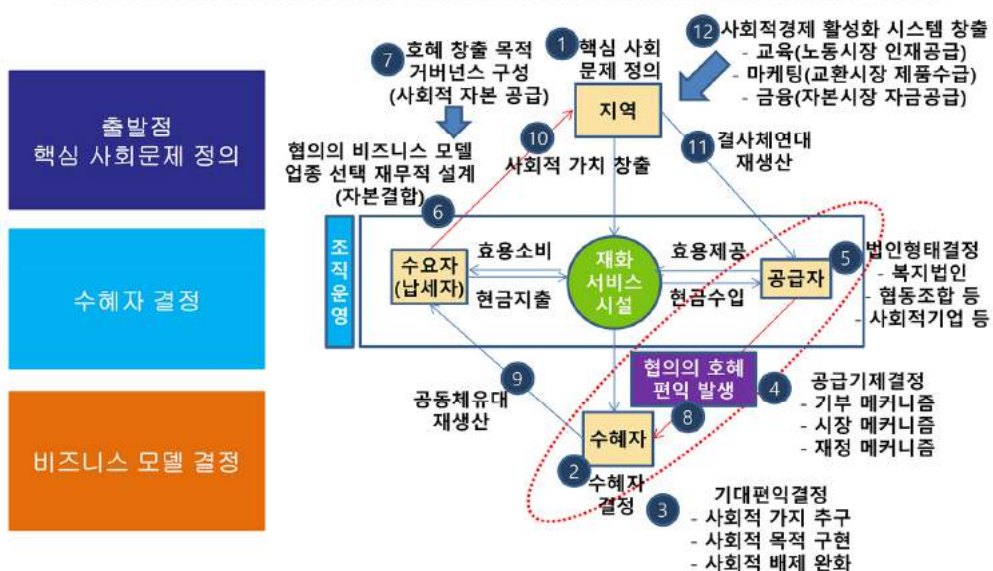 출발점
핵심 사회문제 정의
수혜자 결정
비즈니스 모델 결정
7
호혜 창출 목적
거버넌스 구성
(사회적 자본 공급)
협의의 비즈니스 모델
업종 선택 재무적 설계
(자본결합)
6
1
핵심 사회
문제 정의
지역
12
사회적경제 활성화 시스템 창출
- 교육(노동시장 인재공급)
- 마케팅(교환시장 제품수급)
- 금융(자본시장 자금공급)
10
사회적 가치 창출
11
결사체연대
재생산
조직운영
수요자
(납세자)
효용소비
현금지출
재화
서비스
시설
효용제공
현금수입
공급자
5
법인형태결정
- 복지법인
- 협동조합 등
- 사회적기업 등
협의의 호혜
편익 발생
8
4
공급기제결정
- 기부 메커니즘
- 시장 메커니즘
- 재정 메커니즘
9
공동체유대
재생산
수혜자
2
수혜자
결정
3
기대편익결정
- 사회적 가지 추구
- 사회적 목적 구현
- 사회적 배제 완화